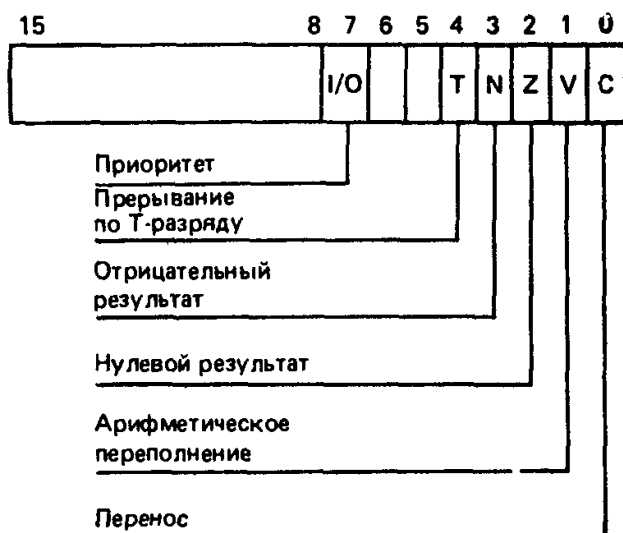 15 8 7 6 5 4 3 2 1 0
I/O T N Z V C
Приоритет
Прерывание
по Т-разряду
Отрицательный
результат
Нулевой результат
Арифметическое
переполнение
Перенос